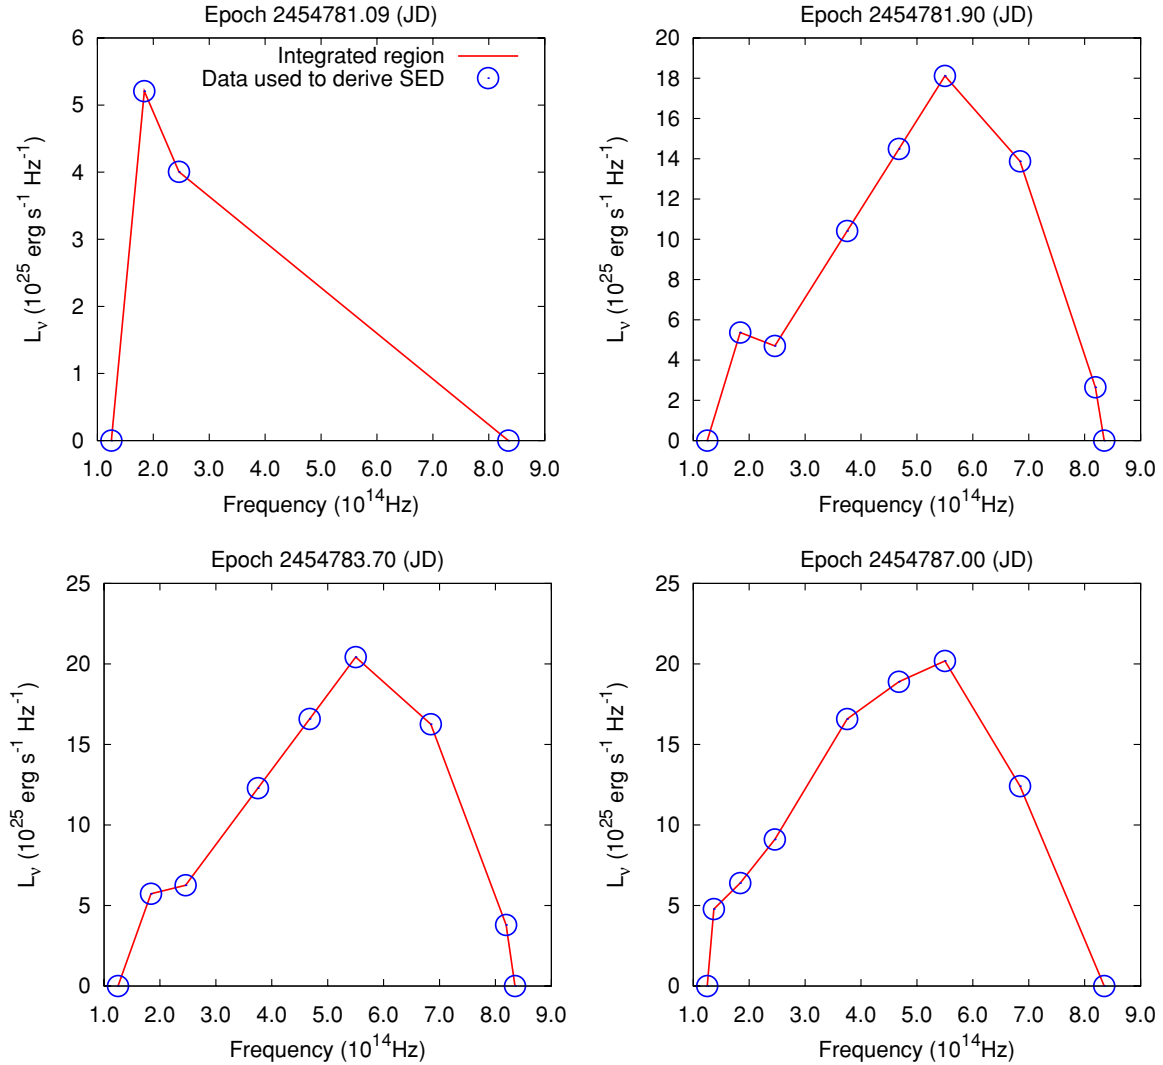 Epoch 2454781.09 (JD)
6
5
4
3
2
1
0
L_ν (10^25 erg s^-1 Hz^-1)
Integrated region
Data used to derive SED
1.0 2.0 3.0 4.0 5.0 6.0 7.0 8.0 9.0
Frequency (10^14Hz)
Epoch 2454781.90 (JD)
20
18
16
14
12
10
8
6
4
2
0
L_ν (10^25 erg s^-1 Hz^-1)
1.0 2.0 3.0 4.0 5.0 6.0 7.0 8.0 9.0
Frequency (10^14Hz)
Epoch 2454783.70 (JD)
25
20
15
10
5
0
L_ν (10^25 erg s^-1 Hz^-1)
1.0 2.0 3.0 4.0 5.0 6.0 7.0 8.0 9.0
Frequency (10^14Hz)
Epoch 2454787.00 (JD)
25
20
15
10
5
0
L_ν (10^25 erg s^-1 Hz^-1)
1.0 2.0 3.0 4.0 5.0 6.0 7.0 8.0 9.0
Frequency (10^14Hz)